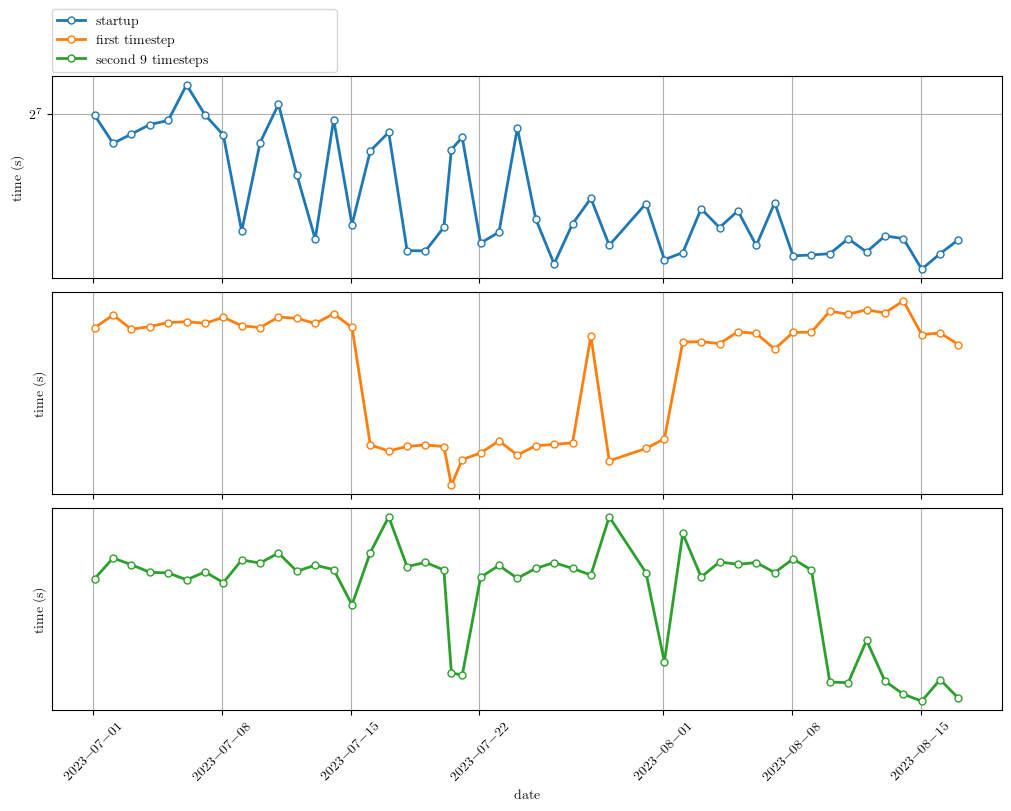 startup
first timestep
second 9 timesteps
2^7
time (s)
time (s)
time (s)
2023−07−01
2023−07−08
2023−07−15
2023−07−22
2023−08−01
2023−08−08
2023−08−15
date